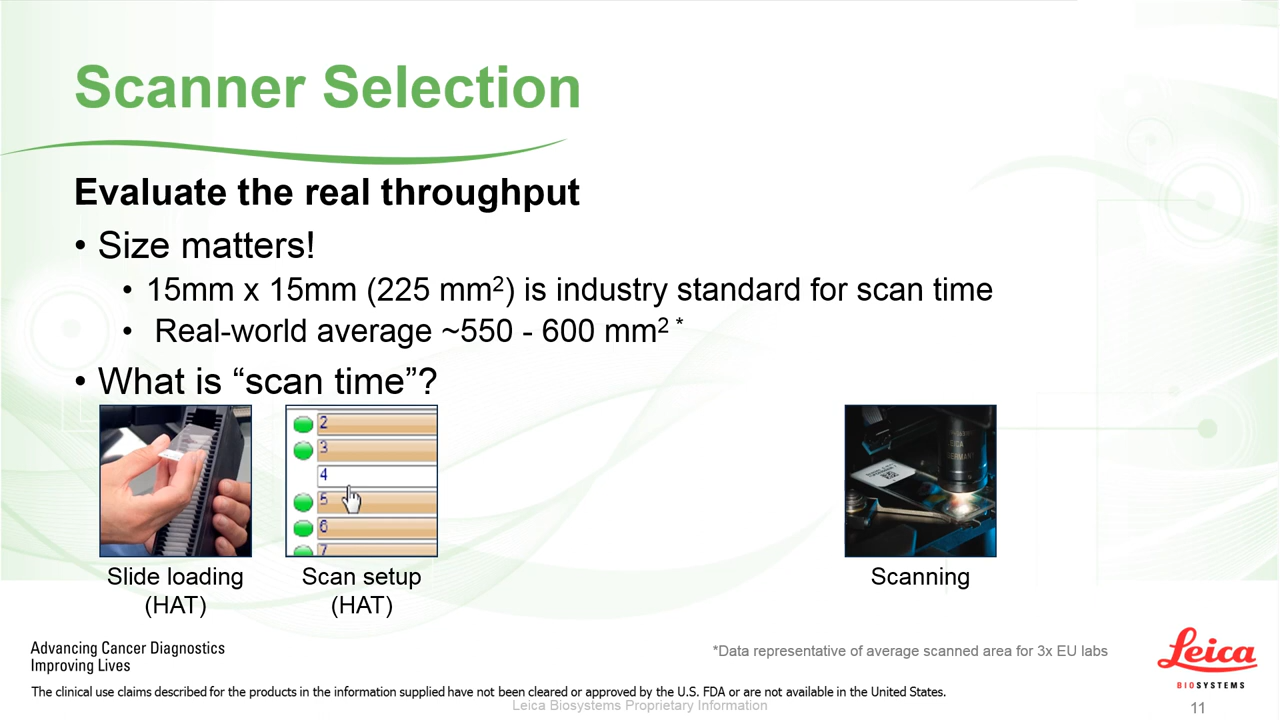 Scanner Selection
Evaluate the real throughput
• Size matters!
• 15mm x 15mm (225 mm²) is industry standard for scan time
• Real-world average ~550 - 600 mm² *
• What is “scan time”?
2
3
4
5
6
7
Slide loading
(HAT)
Scan setup
(HAT)
Scanning
Advancing Cancer Diagnostics
Improving Lives
*Data representative of average scanned area for 3x EU labs
Leica
BIOSYSTEMS
The clinical use claims described for the products in the information supplied have not been cleared or approved by the U.S. FDA or are not available in the United States.
Leica Biosystems Proprietary Information
11